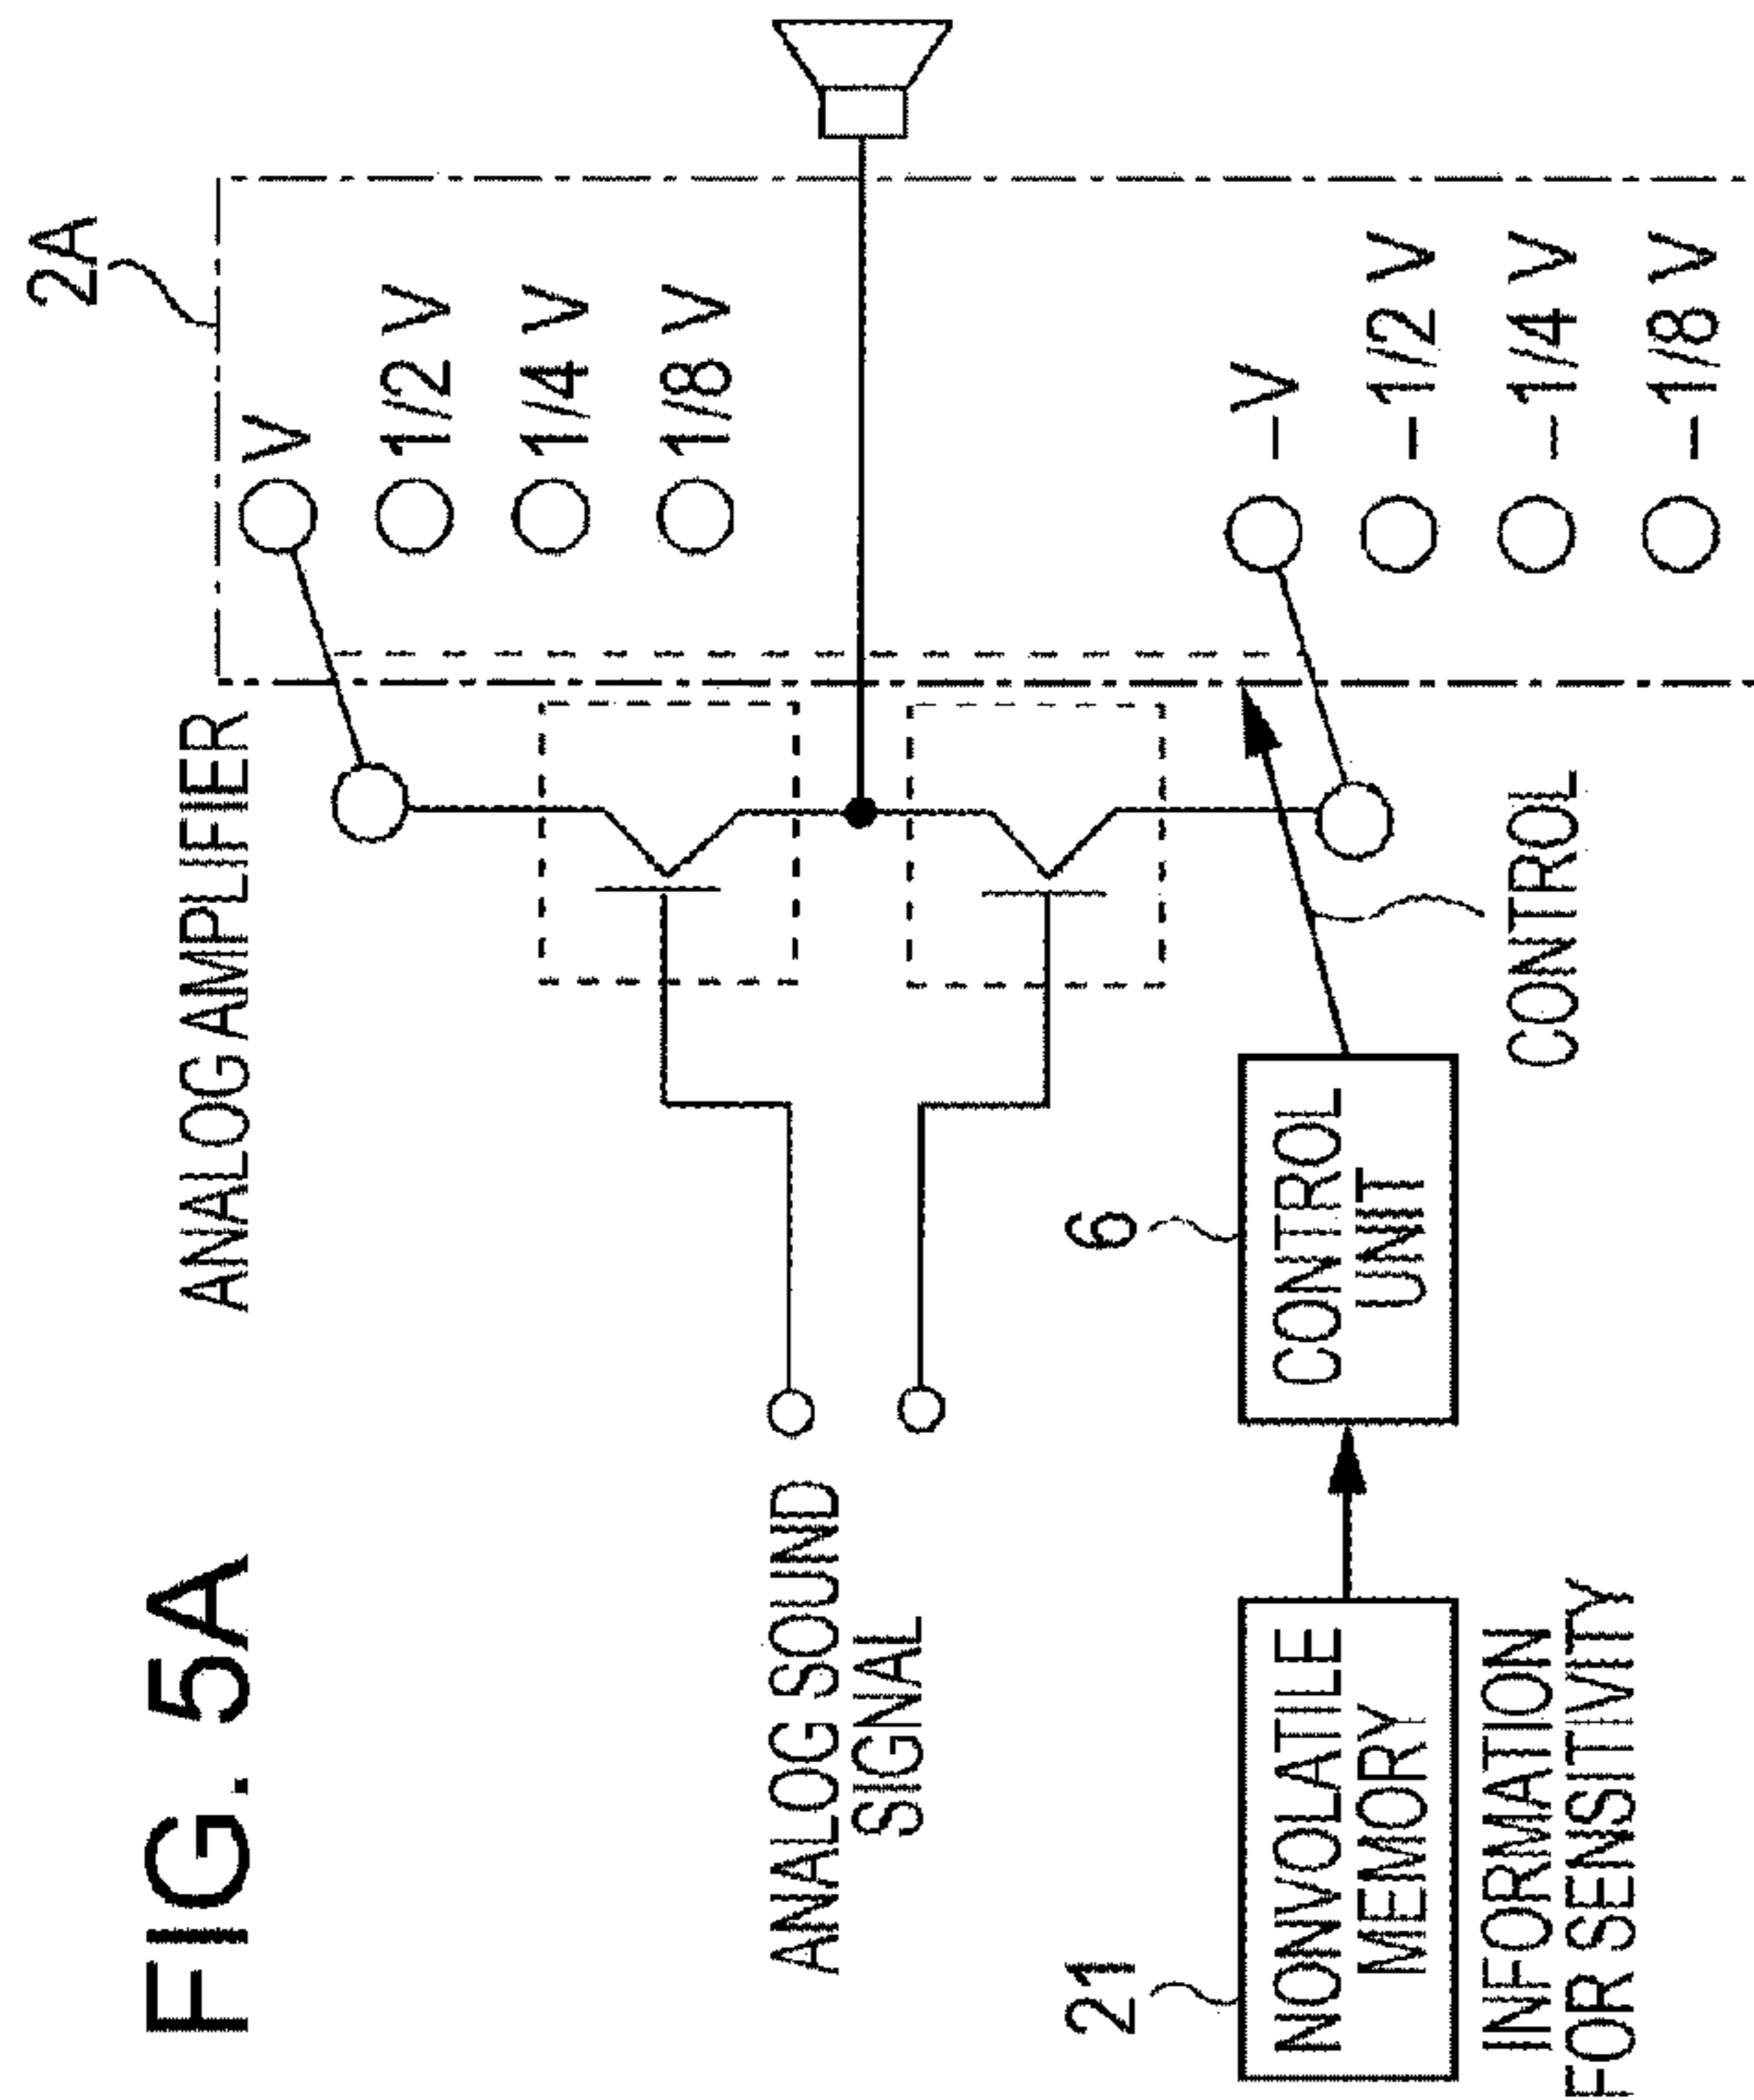 FIG. 5A
ANALOG AMPLIFIER
2A
V
1/2 V
1/4 V
1/8 V
ANALOG SOUND
SIGNAL
21
NONVOLATILE
MEMORY
INFORMATION
FOR SENSITIVITY
6
CONTROL
UNIT
CONTROL
–V
–1/2 V
–1/4 V
–1/8 V